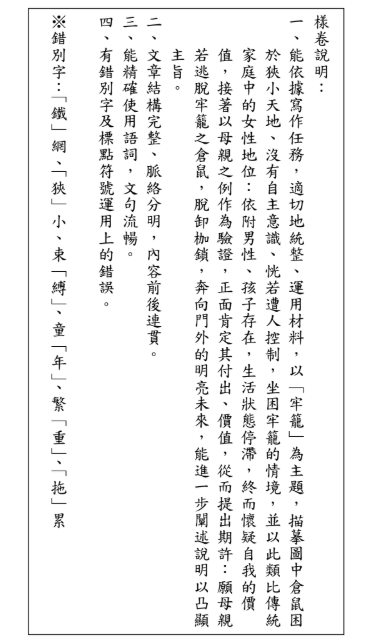 樣卷說明：
一、能依據寫作任務，適切地統整、運用材料，以「牢籠」為主題，描摹圖中倉鼠困
於狹小天地、沒有自主意識、恍若遭人控制，坐困牢籠的情境，並以此類比傳統
家庭中的女性地位：依附男性、孩子存在，生活狀態停滯，終而懷疑自我的價
值，接著以母親之例作為驗證，正面肯定其付出、價值，從而提出期許：願母親
若逃脫牢籠之倉鼠，脫卸枷鎖，奔向門外的明亮未來，能進一步闡述說明以凸顯
主旨。
二、文章結構完整、脈絡分明，內容前後連貫。
三、能精確使用語詞，文句流暢。
四、有錯別字及標點符號運用上的錯誤。
※錯別字：「鐵」網、「狹」小、束「縛」、童「年」、繁「重」、「拖」累